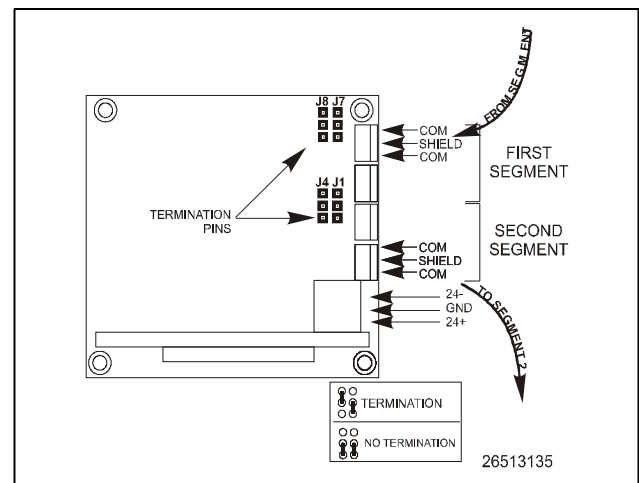 FROM SEGMENT
J8 J7
COM
SHIELD
COM
FIRST
SEGMENT
J4 J1
TERMINATION
PINS
SECOND
SEGMENT
COM
SHIELD
COM
24-
GND
24+
TO SEGMENT 2
TERMINATION
NO TERMINATION
26513135